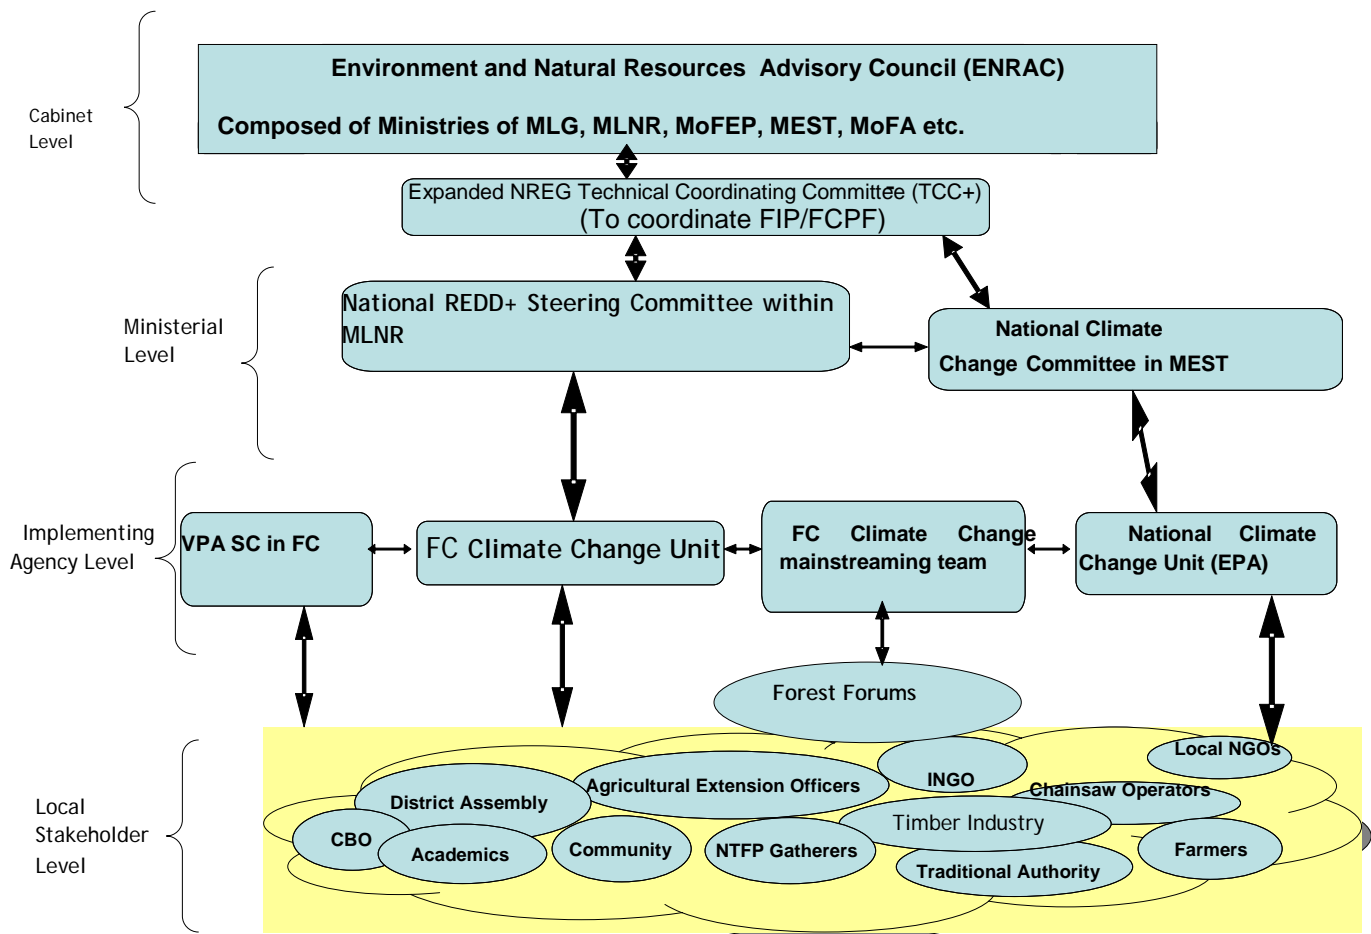 Environment and Natural Resources Advisory Council (ENRAC)
Composed of Ministries of MLG, MLNR, MoFEP, MEST, MoFA etc.
Cabinet
Level
Expanded NREG Technical Coordinating Committee (TCC+)
(To coordinate FIP/FCPF)
National REDD+ Steering Committee within
MLNR
Ministerial
Level
National Climate
Change Committee in MEST
Implementing
Agency Level
VPA SC in FC
FC Climate Change Unit
FC Climate Change
mainstreaming team
National Climate
Change Unit (EPA)
Forest Forums
Local
Stakeholder
Level
Local NGOs
INGO
Agricultural Extension Officers
Chainsaw Operators
District Assembly
Timber Industry
CBO
Academics
Community
NTFP Gatherers
Farmers
Traditional Authority